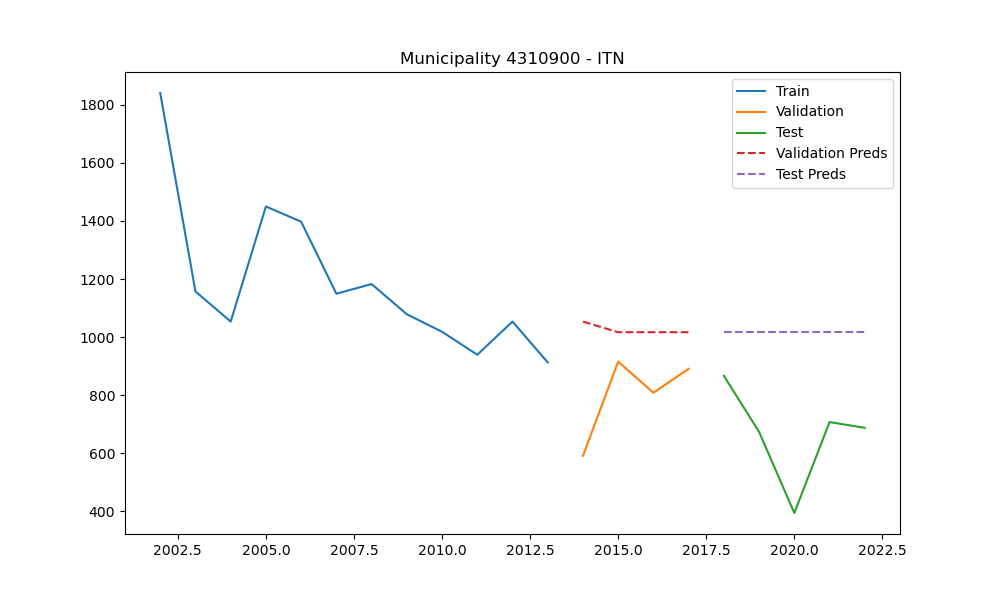 Municipality 4310900 - ITN
Train
Validation
Test
Validation Preds
Test Preds
1800
1600
1400
1200
1000
800
600
400
2002.5 2005.0 2007.5 2010.0 2012.5 2015.0 2017.5 2020.0 2022.5